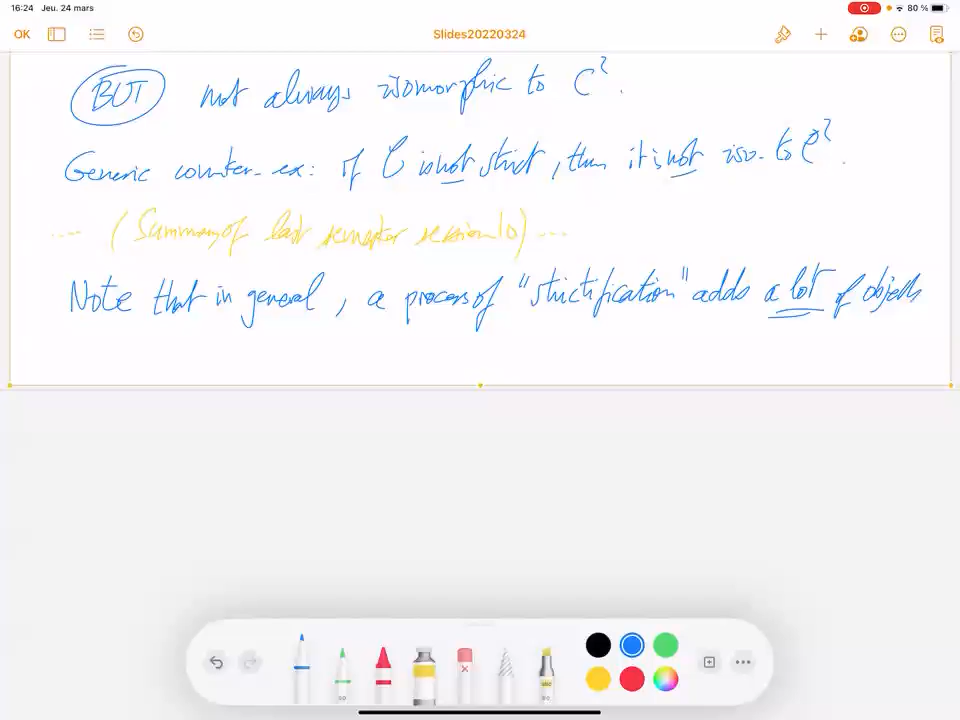 16:24 Jeu. 24 mars 80 %
OK Slides20220324
BUT not always isomorphic to C².
Generic counter-ex: if C is not strict, then it is not iso. to C².
.... (Summary of last semester session 10) ...
Note that in general, a process of "strictification" adds a lot of objects